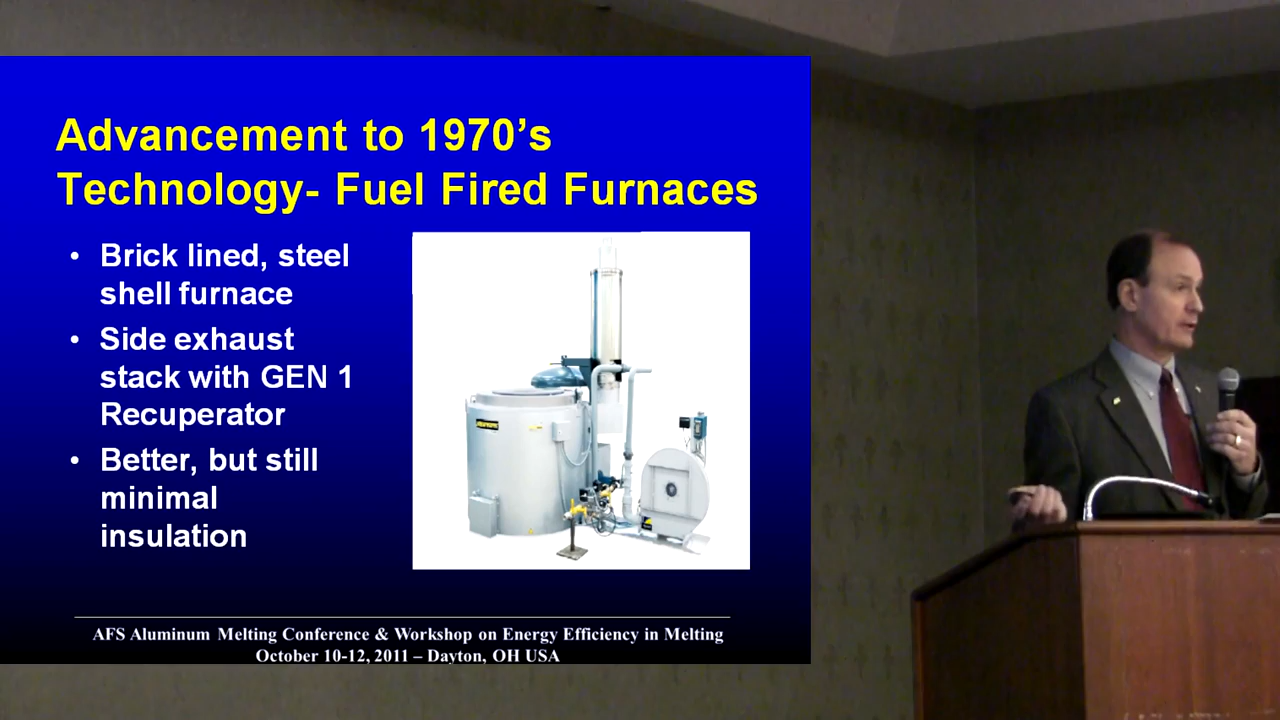 Advancement to 1970’s
Technology- Fuel Fired Furnaces
• Brick lined, steel
shell furnace
• Side exhaust
stack with GEN 1
Recuperator
• Better, but still
minimal
insulation
AFS Aluminum Melting Conference & Workshop on Energy Efficiency in Melting
October 10-12, 2011 – Dayton, OH USA